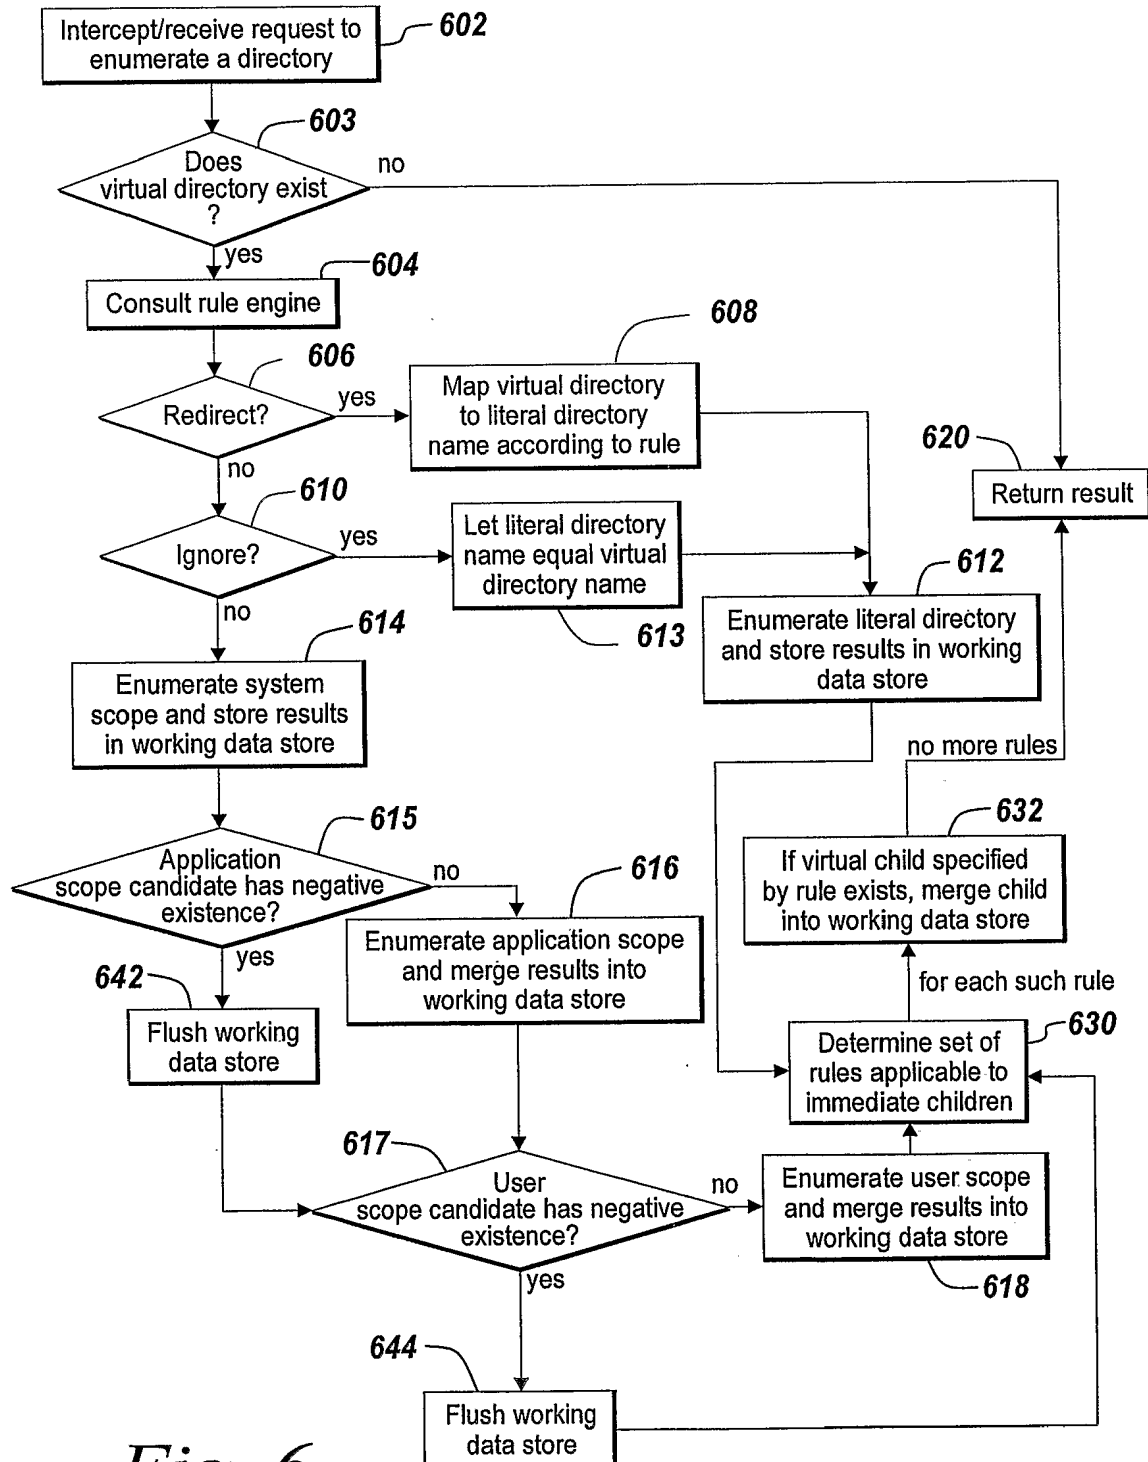 Intercept/receive request to
enumerate a directory
602
603
Does
virtual directory exist
?
no
yes
604
Consult rule engine
606
Redirect?
yes
no
608
Map virtual directory
to literal directory
name according to rule
610
Ignore?
yes
no
Let literal directory
name equal virtual
directory name
613
620
Return result
612
Enumerate literal directory
and store results in working
data store
614
Enumerate system
scope and store results
in working data store
615
Application
scope candidate has negative
existence?
no
yes
616
Enumerate application scope
and merge results into
working data store
642
Flush working
data store
no more rules
632
If virtual child specified
by rule exists, merge child
into working data store
for each such rule
630
Determine set of
rules applicable to
immediate children
617
User
scope candidate has negative
existence?
no
yes
Enumerate user scope
and merge results into
working data store
618
644
Flush working
data store
Fig. 6